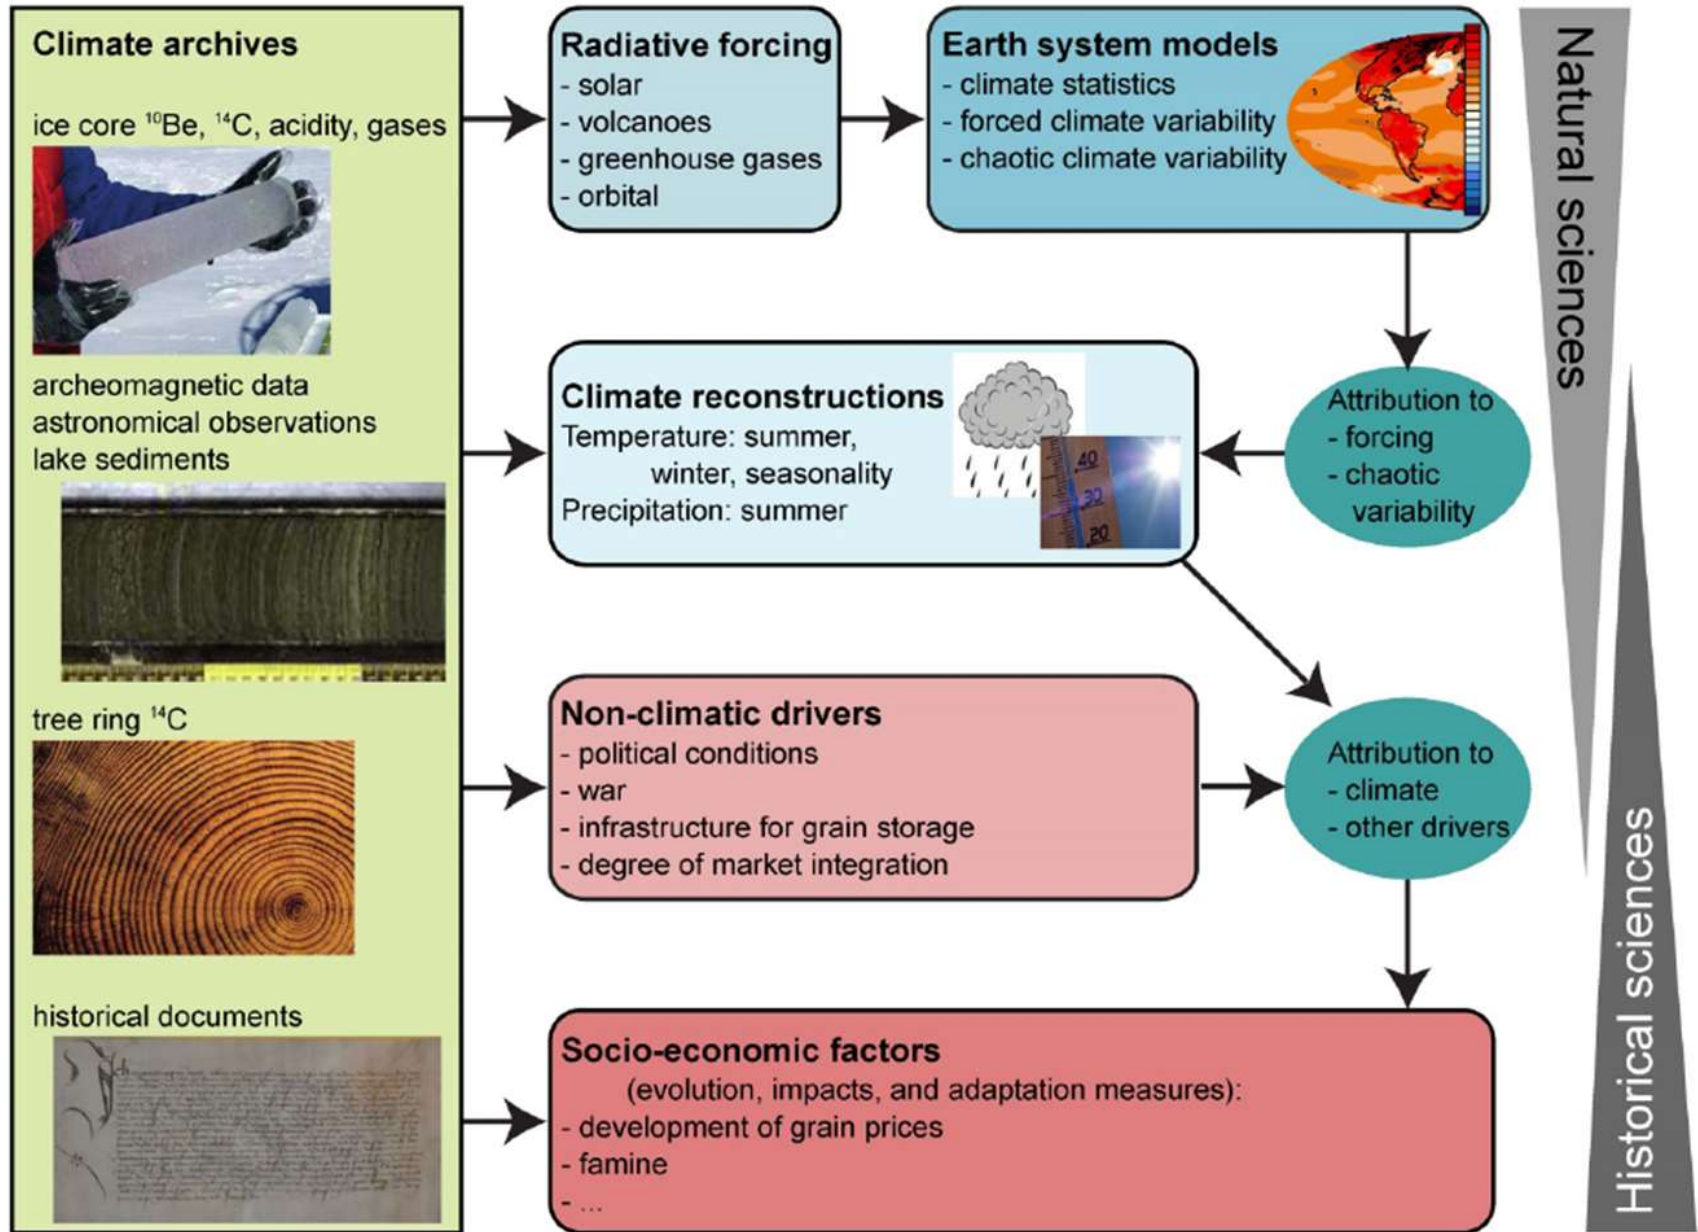 Climate archives
ice core ¹⁰Be, ¹⁴C, acidity, gases
archeomagnetic data
astronomical observations
lake sediments
tree ring ¹⁴C
historical documents
Radiative forcing
- solar
- volcanoes
- greenhouse gases
- orbital
Earth system models
- climate statistics
- forced climate variability
- chaotic climate variability
Climate reconstructions
Temperature: summer,
winter, seasonality
Precipitation: summer
40
30
20
Attribution to
- forcing
- chaotic
variability
Non-climatic drivers
- political conditions
- war
- infrastructure for grain storage
- degree of market integration
Attribution to
- climate
- other drivers
Socio-economic factors
(evolution, impacts, and adaptation measures):
- development of grain prices
- famine
- ...
Natural sciences
Historical sciences